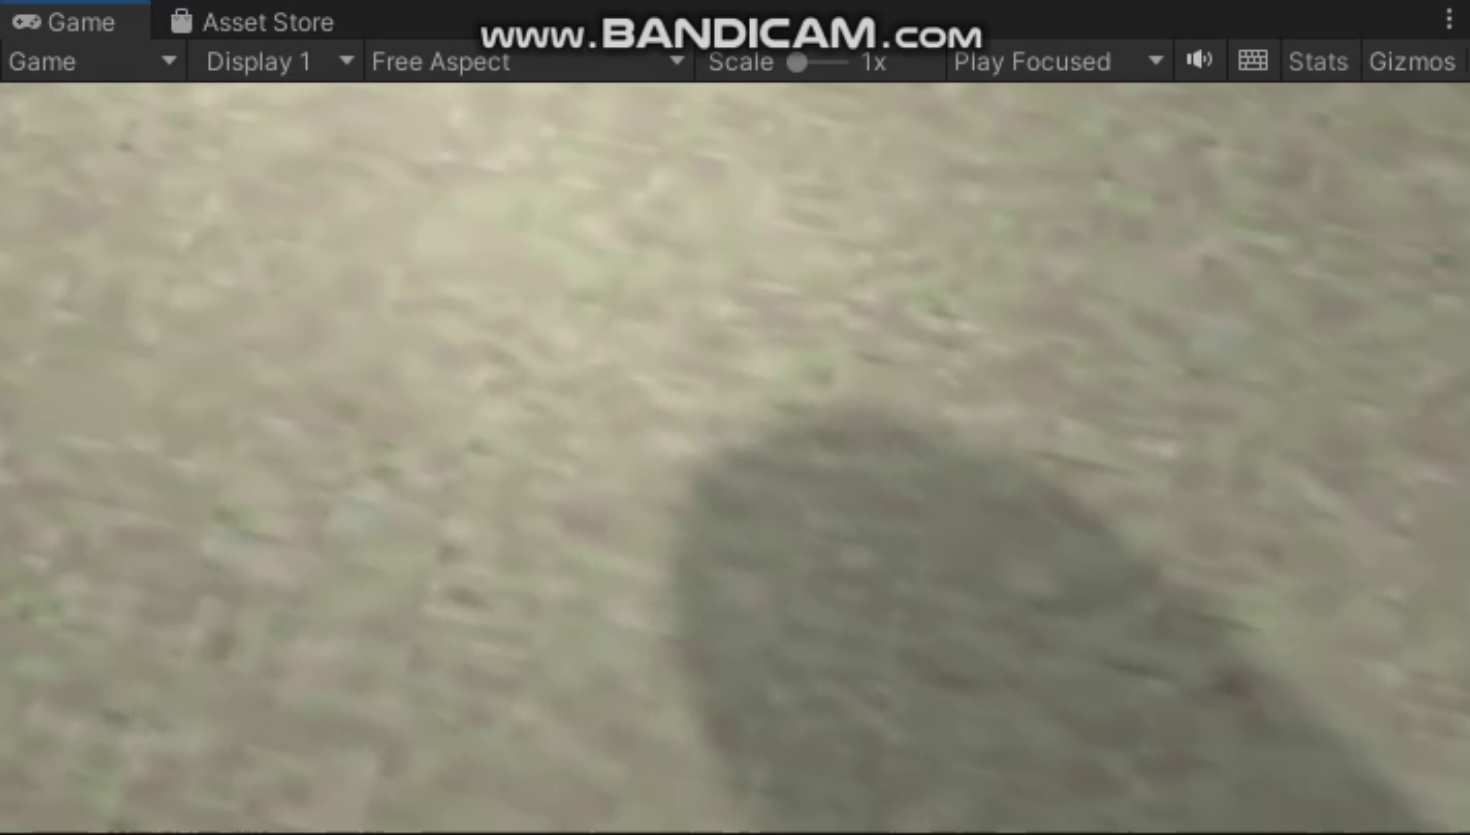 Game Asset Store
www.BANDICAM.com
Game Display 1 Free Aspect Scale 1x Play Focused Stats Gizmos